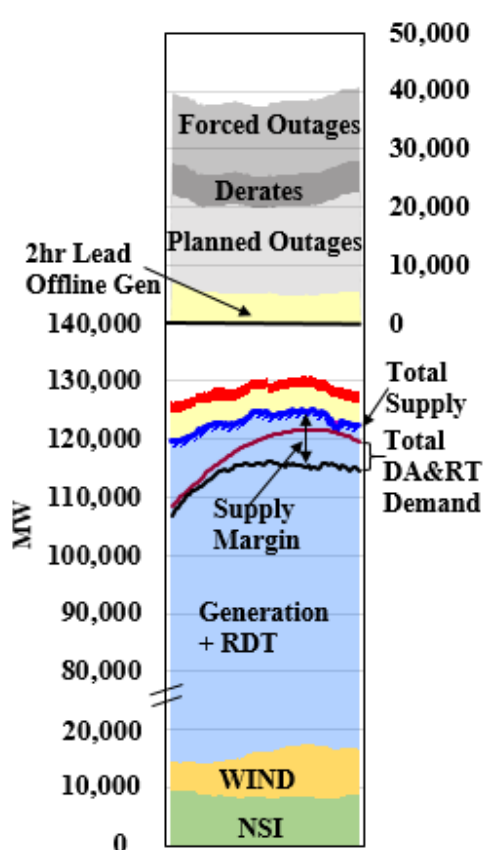 50,000
40,000
Forced Outages
30,000
Derates
20,000
Planned Outages
2hr Lead
Offline Gen
10,000
140,000
0
130,000
Total
Supply
120,000
Total
DA&RT
Demand
110,000
Supply
Margin
MW
100,000
Generation
+ RDT
90,000
80,000
20,000
WIND
10,000
NSI
0